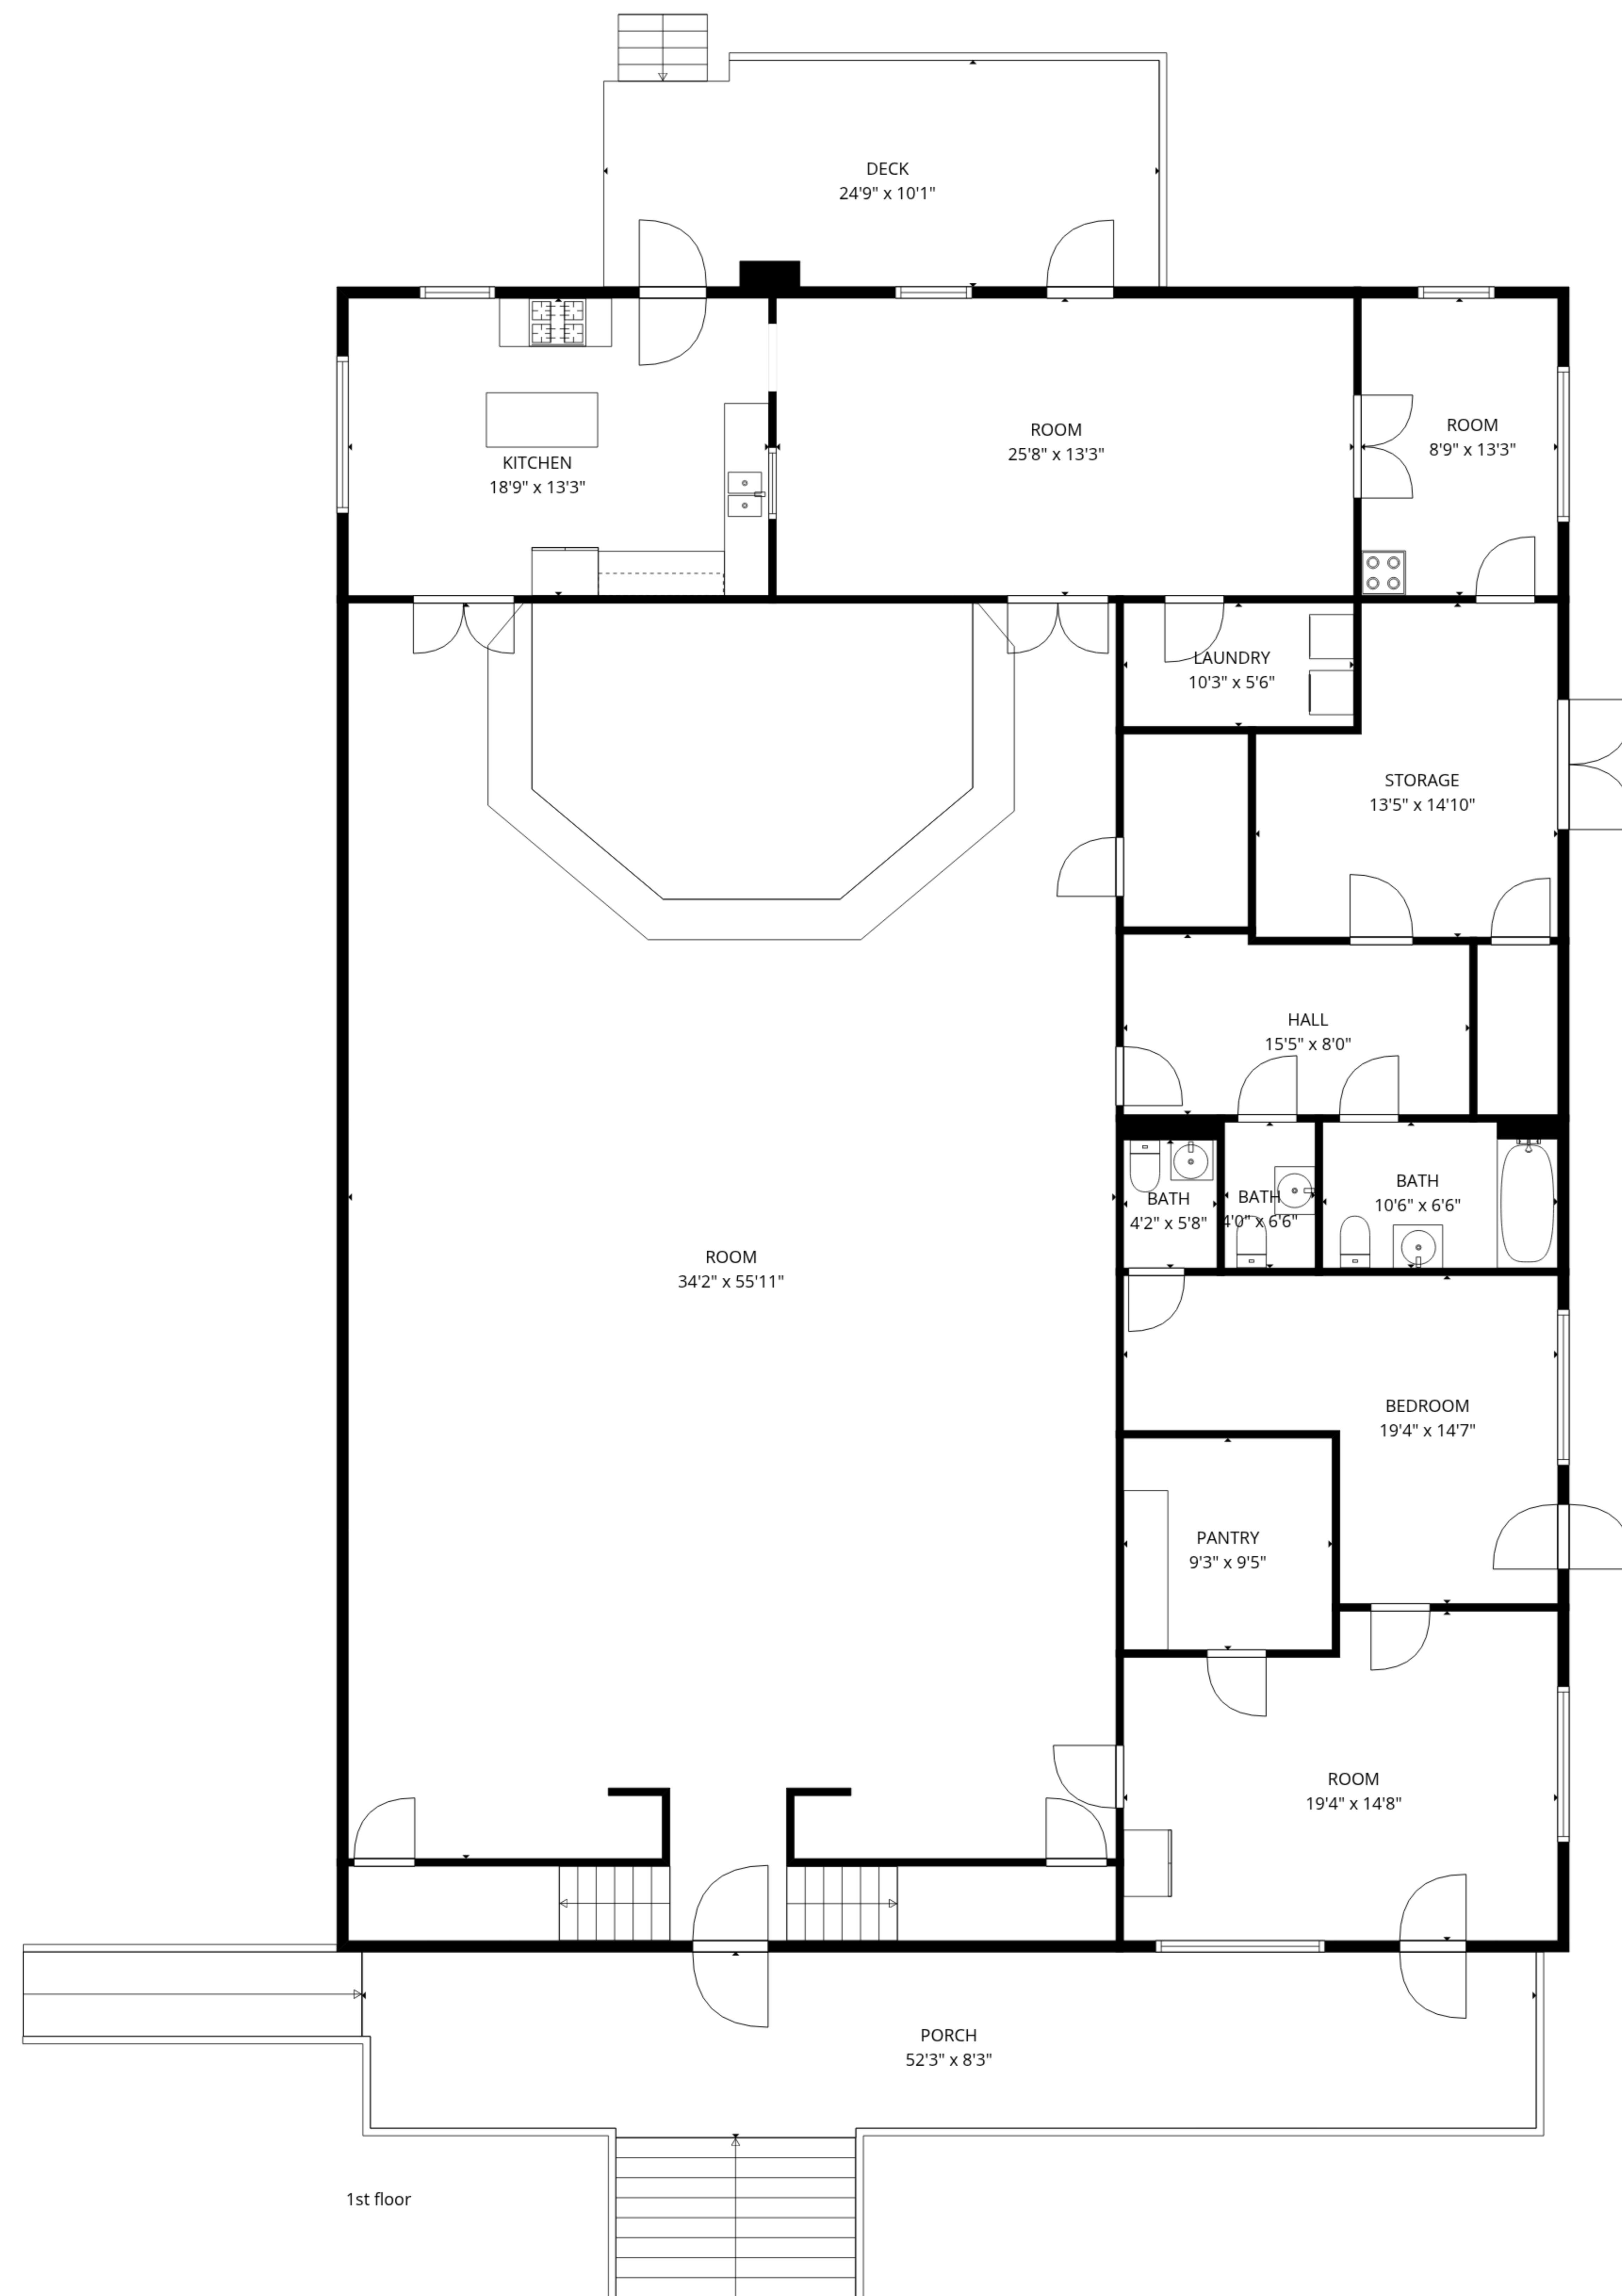 DECK
24'9" x 10'1"
ROOM
25'8" x 13'3"
ROOM
8'9" x 13'3"
KITCHEN
18'9" x 13'3"
LAUNDRY
10'3" x 5'6"
STORAGE
13'5" x 14'10"
HALL
15'5" x 8'0"
BATH
4'2" x 5'8"
BATH
4'0" x 6'6"
BATH
10'6" x 6'6"
ROOM
34'2" x 55'11"
BEDROOM
19'4" x 14'7"
PANTRY
9'3" x 9'5"
ROOM
19'4" x 14'8"
PORCH
52'3" x 8'3"
1st floor